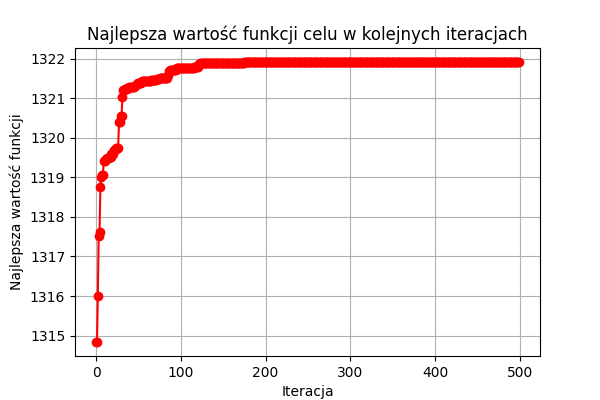 Najlepsza wartość funkcji celu w kolejnych iteracjach
Najlepsza wartość funkcji
1322
1321
1320
1319
1318
1317
1316
1315
0 100 200 300 400 500
Iteracja